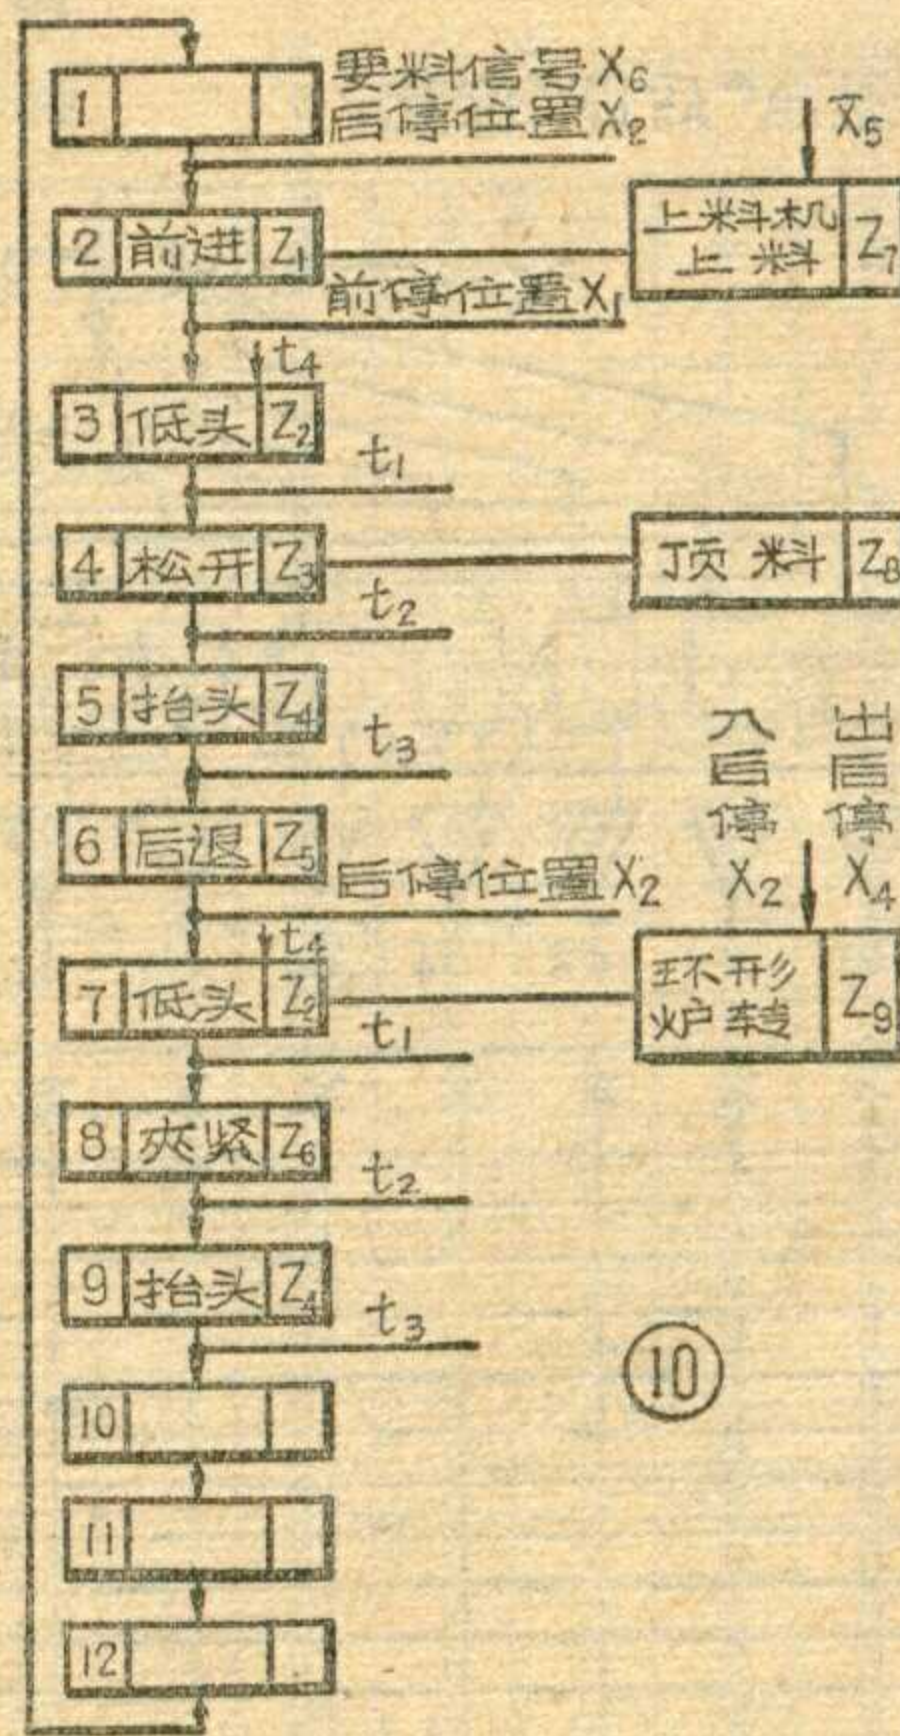 要料信号X₆
1
后停位置X₂
X̄₅
2 前进 Z₁
上料机
上料 Z₇
前停位置X₁
t₄
3 低头 Z₂
t₁
4 松开 Z₃
顶料 Z₈
t₂
5 抬头 Z₄
t₃
入后停 X₂
出后停 X₄
6 后退 Z₅
后停位置X₂
t₄
7 低头 Z₂
环形
炉转 Z₉
t₁
8 夾紧 Z₆
t₂
9 抬头 Z₄
t₃
⑩
10
11
12